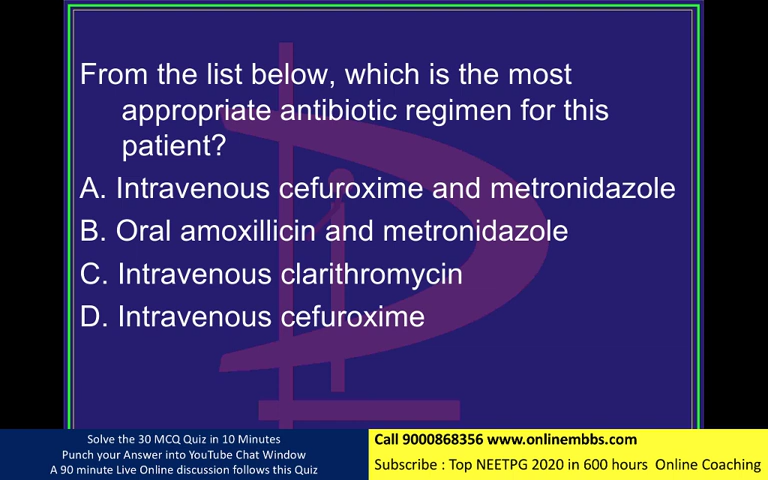 From the list below, which is the most
appropriate antibiotic regimen for this
patient?
A. Intravenous cefuroxime and metronidazole
B. Oral amoxillicin and metronidazole
C. Intravenous clarithromycin
D. Intravenous cefuroxime
Solve the 30 MCQ Quiz in 10 Minutes
Punch your Answer into YouTube Chat Window
A 90 minute Live Online discussion follows this Quiz
Call 9000868356 www.onlinembbs.com
Subscribe : Top NEETPG 2020 in 600 hours Online Coaching